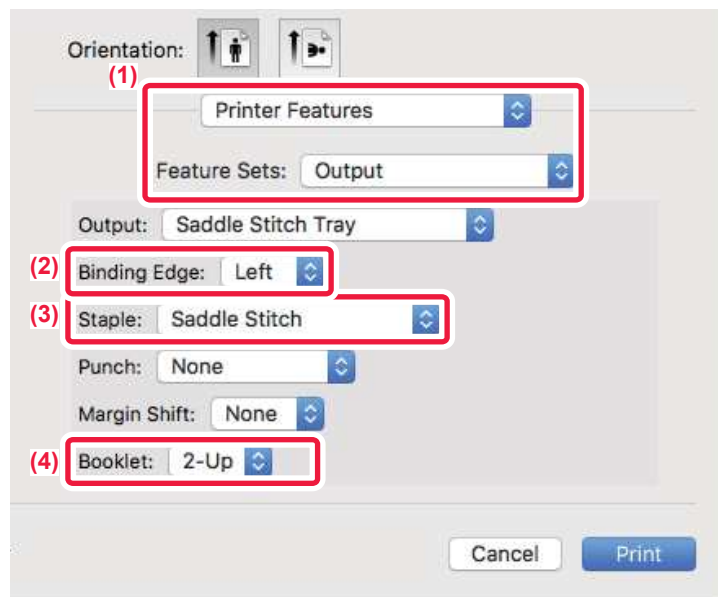 Orientation:
(1)
Printer Features
Feature Sets: Output
Output: Saddle Stitch Tray
(2) Binding Edge: Left
(3) Staple: Saddle Stitch
Punch: None
Margin Shift: None
(4) Booklet: 2-Up
Cancel Print